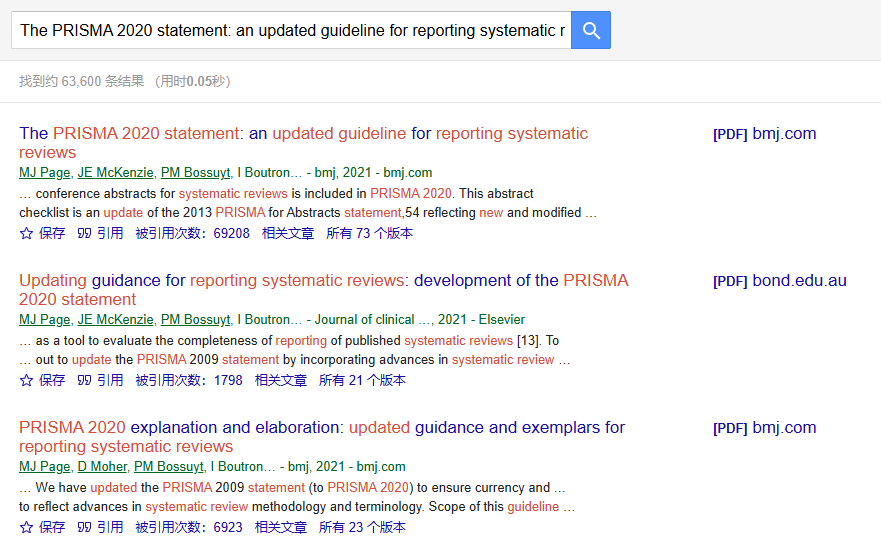 The PRISMA 2020 statement: an updated guideline for reporting systematic r
找到约 63,600 条结果 （用时0.05秒）
The PRISMA 2020 statement: an updated guideline for reporting systematic
reviews
[PDF] bmj.com
MJ Page, JE McKenzie, PM Bossuyt, I Boutron… - bmj, 2021 - bmj.com
… conference abstracts for systematic reviews is included in PRISMA 2020. This abstract
checklist is an update of the 2013 PRISMA for Abstracts statement,54 reflecting new and modified …
保存 引用 被引用次数：69208 相关文章 所有 73 个版本
Updating guidance for reporting systematic reviews: development of the PRISMA
2020 statement
[PDF] bond.edu.au
MJ Page, JE McKenzie, PM Bossuyt, I Boutron… - Journal of clinical …, 2021 - Elsevier
… as a tool to evaluate the completeness of reporting of published systematic reviews [13]. To
… out to update the PRISMA 2009 statement by incorporating advances in systematic review …
保存 引用 被引用次数：1798 相关文章 所有 21 个版本
PRISMA 2020 explanation and elaboration: updated guidance and exemplars for
reporting systematic reviews
[PDF] bmj.com
MJ Page, D Moher, PM Bossuyt, I Boutron… - bmj, 2021 - bmj.com
… We have updated the PRISMA 2009 statement (to PRISMA 2020) to ensure currency and …
to reflect advances in systematic review methodology and terminology. Scope of this guideline …
保存 引用 被引用次数：6923 相关文章 所有 23 个版本